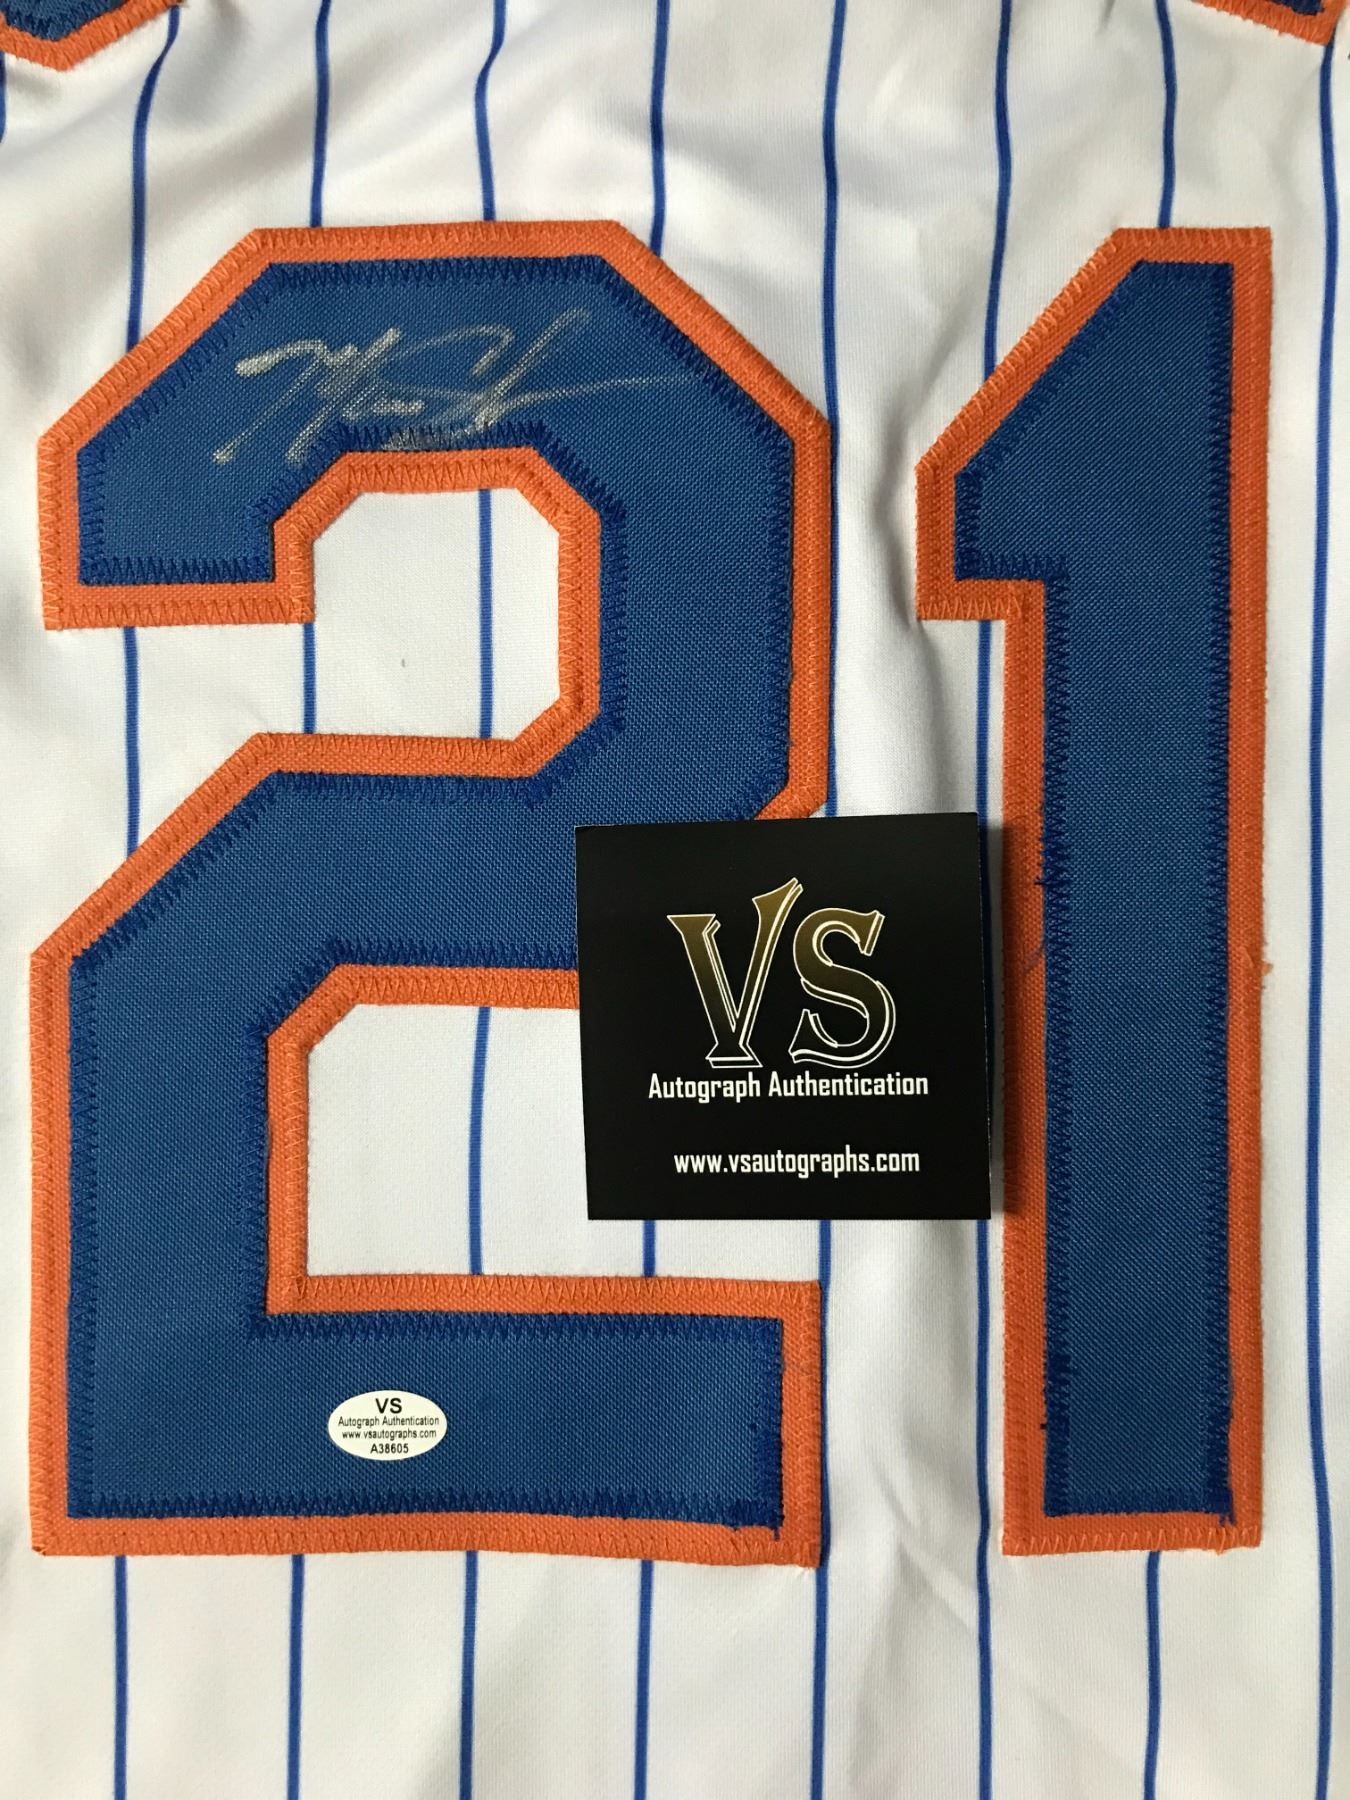 21
VS
Autograph Authentication
www.vsautographs.com
VS
Autograph Authentication
www.vsautographs.com
A38605